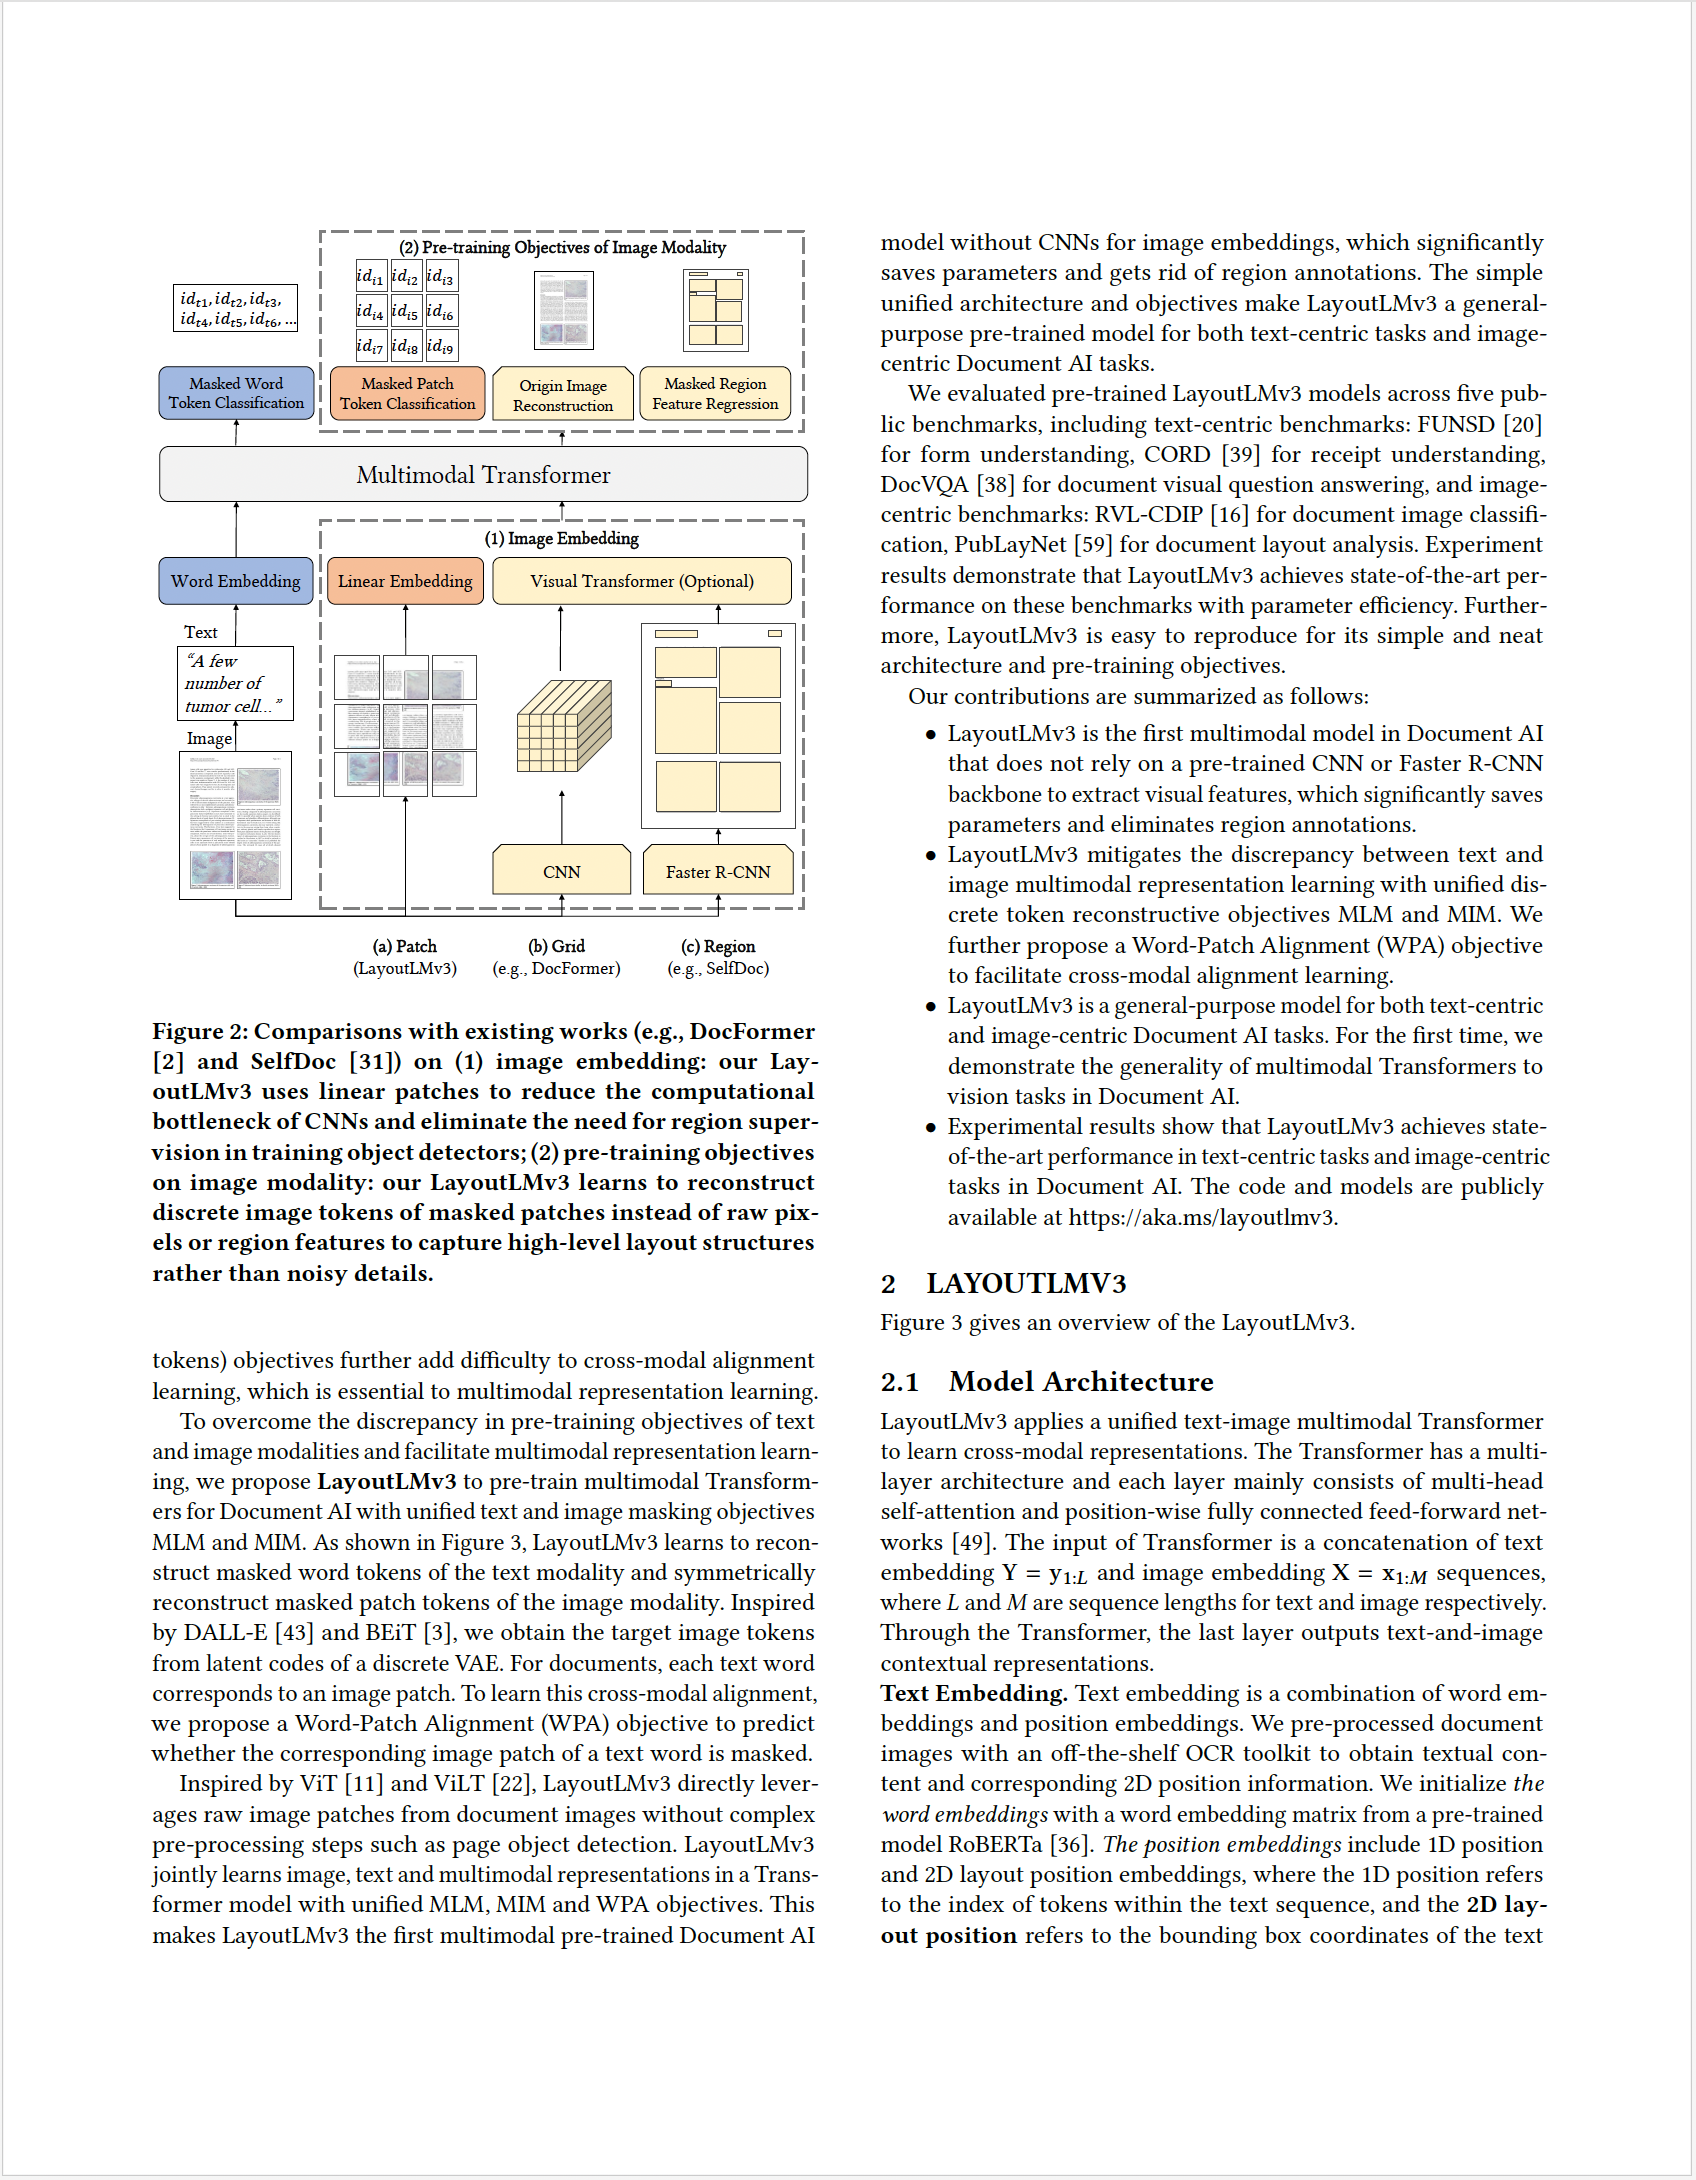 (2) Pre-training Objectives of Image Modality
id_{t1}, id_{t2}, id_{t3},
id_{t4}, id_{t5}, id_{t6}, ...
id_{i1} id_{i2} id_{i3}
id_{i4} id_{i5} id_{i6}
id_{i7} id_{i8} id_{i9}
Masked Word
Token Classification
Masked Patch
Token Classification
Origin Image
Reconstruction
Masked Region
Feature Regression
Multimodal Transformer
(1) Image Embedding
Word Embedding
Linear Embedding
Visual Transformer (Optional)
Text
“A few
number of
tumor cell...”
Image
CNN
Faster R-CNN
(a) Patch
(LayoutLMv3)
(b) Grid
(e.g., DocFormer)
(c) Region
(e.g., SelfDoc)
Figure 2: Comparisons with existing works (e.g., DocFormer
[2] and SelfDoc [31]) on (1) image embedding: our Lay-
outLMv3 uses linear patches to reduce the computational
bottleneck of CNNs and eliminate the need for region super-
vision in training object detectors; (2) pre-training objectives
on image modality: our LayoutLMv3 learns to reconstruct
discrete image tokens of masked patches instead of raw pix-
els or region features to capture high-level layout structures
rather than noisy details.
tokens) objectives further add difficulty to cross-modal alignment
learning, which is essential to multimodal representation learning.
To overcome the discrepancy in pre-training objectives of text
and image modalities and facilitate multimodal representation learn-
ing, we propose LayoutLMv3 to pre-train multimodal Transform-
ers for Document AI with unified text and image masking objectives
MLM and MIM. As shown in Figure 3, LayoutLMv3 learns to recon-
struct masked word tokens of the text modality and symmetrically
reconstruct masked patch tokens of the image modality. Inspired
by DALL-E [43] and BEiT [3], we obtain the target image tokens
from latent codes of a discrete VAE. For documents, each text word
corresponds to an image patch. To learn this cross-modal alignment,
we propose a Word-Patch Alignment (WPA) objective to predict
whether the corresponding image patch of a text word is masked.
Inspired by ViT [11] and ViLT [22], LayoutLMv3 directly lever-
ages raw image patches from document images without complex
pre-processing steps such as page object detection. LayoutLMv3
jointly learns image, text and multimodal representations in a Trans-
former model with unified MLM, MIM and WPA objectives. This
makes LayoutLMv3 the first multimodal pre-trained Document AI
model without CNNs for image embeddings, which significantly
saves parameters and gets rid of region annotations. The simple
unified architecture and objectives make LayoutLMv3 a general-
purpose pre-trained model for both text-centric tasks and image-
centric Document AI tasks.
We evaluated pre-trained LayoutLMv3 models across five pub-
lic benchmarks, including text-centric benchmarks: FUNSD [20]
for form understanding, CORD [39] for receipt understanding,
DocVQA [38] for document visual question answering, and image-
centric benchmarks: RVL-CDIP [16] for document image classifi-
cation, PubLayNet [59] for document layout analysis. Experiment
results demonstrate that LayoutLMv3 achieves state-of-the-art per-
formance on these benchmarks with parameter efficiency. Further-
more, LayoutLMv3 is easy to reproduce for its simple and neat
architecture and pre-training objectives.
Our contributions are summarized as follows:
• LayoutLMv3 is the first multimodal model in Document AI
that does not rely on a pre-trained CNN or Faster R-CNN
backbone to extract visual features, which significantly saves
parameters and eliminates region annotations.
• LayoutLMv3 mitigates the discrepancy between text and
image multimodal representation learning with unified dis-
crete token reconstructive objectives MLM and MIM. We
further propose a Word-Patch Alignment (WPA) objective
to facilitate cross-modal alignment learning.
• LayoutLMv3 is a general-purpose model for both text-centric
and image-centric Document AI tasks. For the first time, we
demonstrate the generality of multimodal Transformers to
vision tasks in Document AI.
• Experimental results show that LayoutLMv3 achieves state-
of-the-art performance in text-centric tasks and image-centric
tasks in Document AI. The code and models are publicly
available at https://aka.ms/layoutlmv3.
2 LAYOUTLMV3
Figure 3 gives an overview of the LayoutLMv3.
2.1 Model Architecture
LayoutLMv3 applies a unified text-image multimodal Transformer
to learn cross-modal representations. The Transformer has a multi-
layer architecture and each layer mainly consists of multi-head
self-attention and position-wise fully connected feed-forward net-
works [49]. The input of Transformer is a concatenation of text
embedding Y = y_{1:L} and image embedding X = x_{1:M} sequences,
where L and M are sequence lengths for text and image respectively.
Through the Transformer, the last layer outputs text-and-image
contextual representations.
Text Embedding. Text embedding is a combination of word em-
beddings and position embeddings. We pre-processed document
images with an off-the-shelf OCR toolkit to obtain textual con-
tent and corresponding 2D position information. We initialize the
word embeddings with a word embedding matrix from a pre-trained
model RoBERTa [36]. The position embeddings include 1D position
and 2D layout position embeddings, where the 1D position refers
to the index of tokens within the text sequence, and the 2D lay-
out position refers to the bounding box coordinates of the text